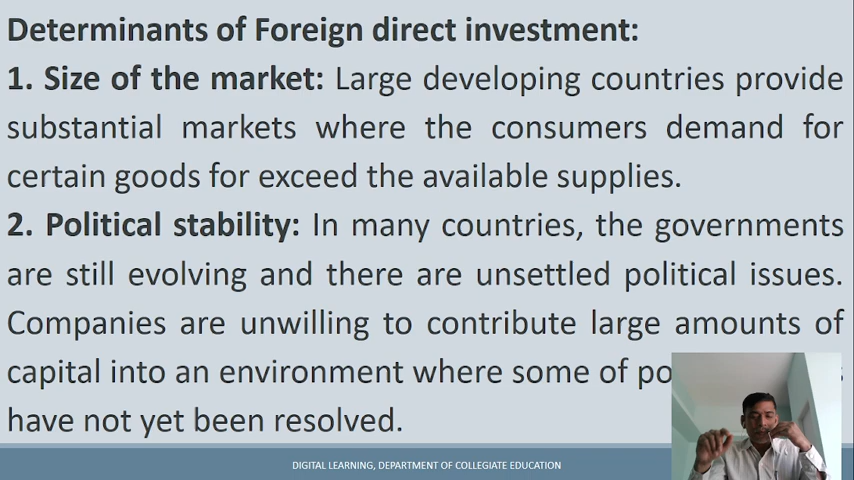 Determinants of Foreign direct investment:
1. Size of the market: Large developing countries provide
substantial markets where the consumers demand for
certain goods for exceed the available supplies.
2. Political stability: In many countries, the governments
are still evolving and there are unsettled political issues.
Companies are unwilling to contribute large amounts of
capital into an environment where some of
have not yet been resolved.
DIGITAL LEARNING, DEPARTMENT OF COLLEGIATE EDUCATION